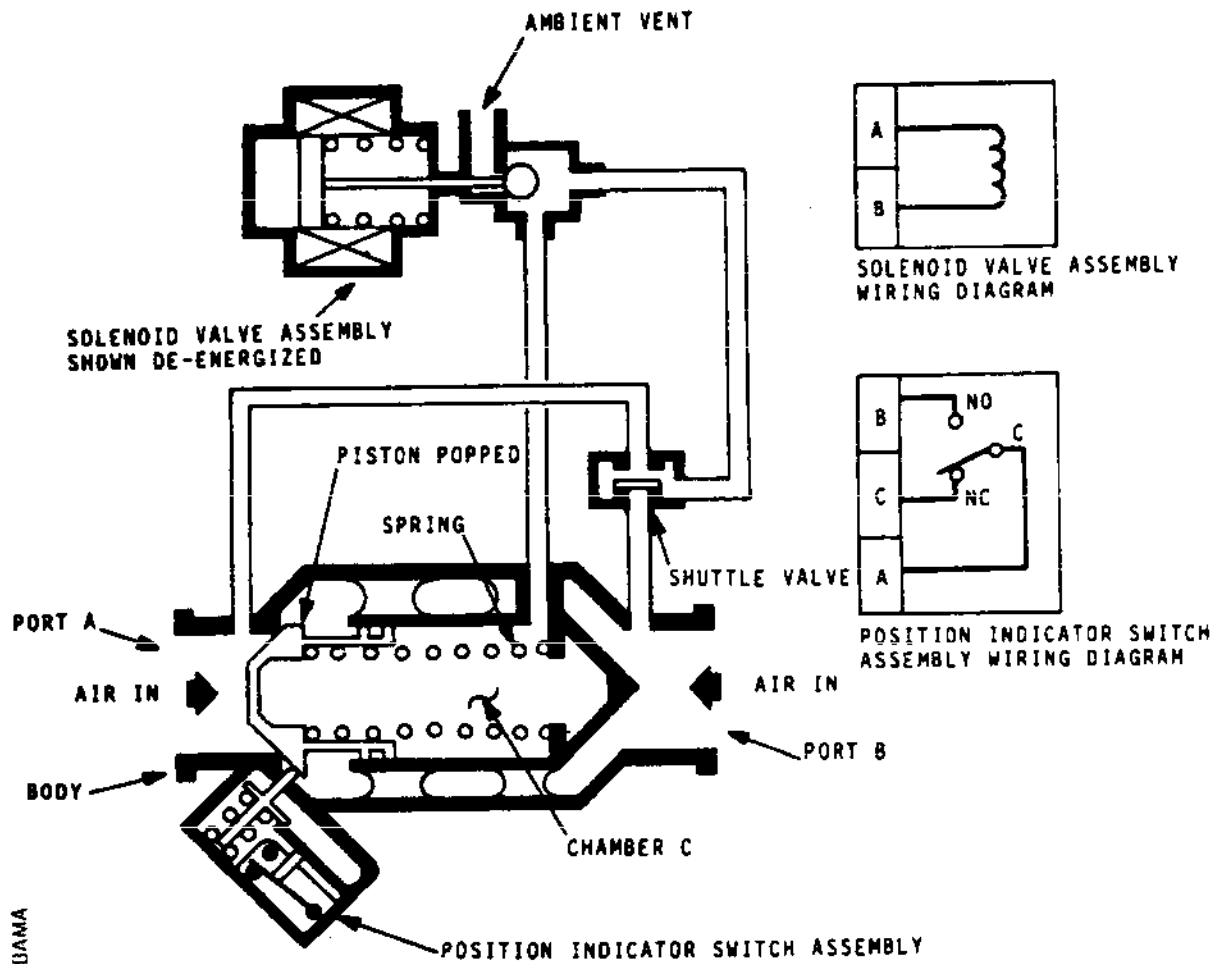 AMBIENT VENT
SOLENOID VALVE ASSEMBLY
SHOWN DE-ENERGIZED
A
B
SOLENOID VALVE ASSEMBLY
WIRING DIAGRAM
PISTON POPPED
SPRING
SHUTTLE VALVE
B
NO
C
C
NC
A
POSITION INDICATOR SWITCH
ASSEMBLY WIRING DIAGRAM
PORT A
AIR IN
AIR IN
PORT B
BODY
CHAMBER C
POSITION INDICATOR SWITCH ASSEMBLY